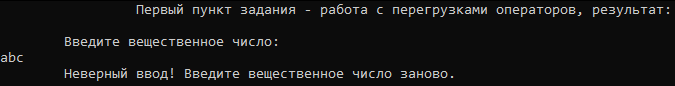 Первый пункт задания - работа с перегрузками операторов, результат:
Введите вещественное число:
abc
Неверный ввод! Введите вещественное число заново.